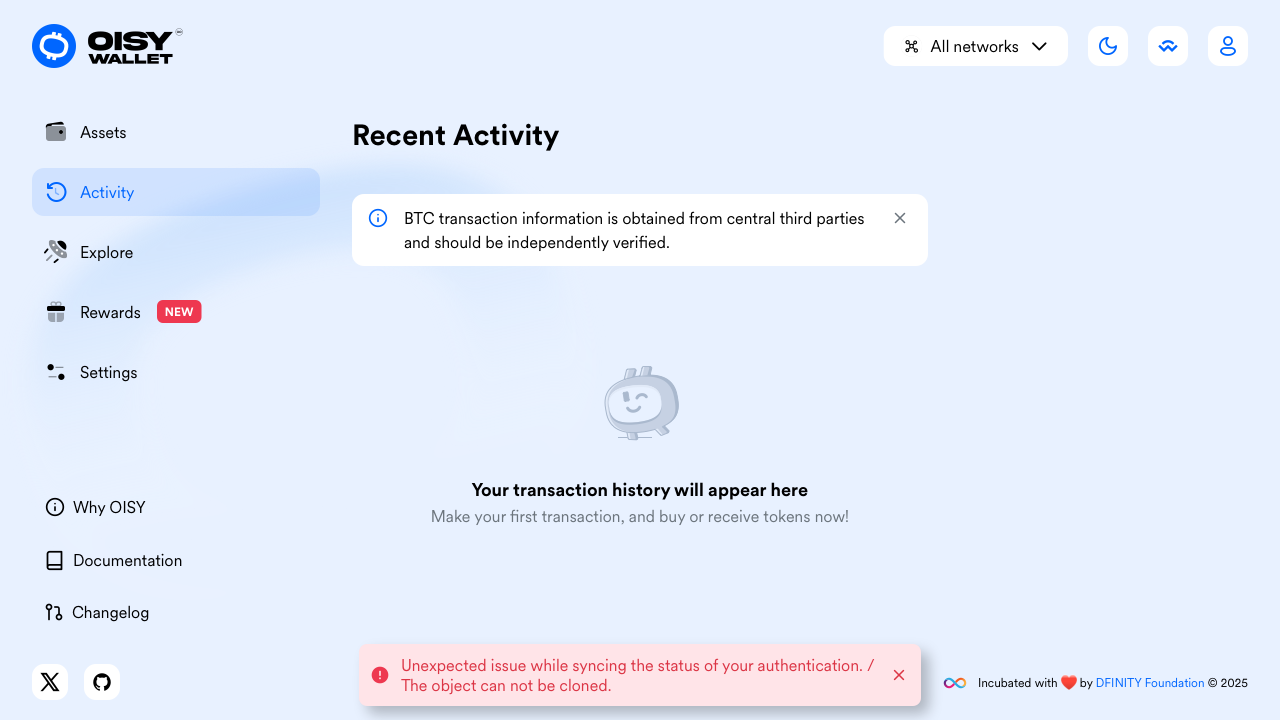 OISY
WALLET
All networks
Assets
Activity
Explore
Rewards NEW
Settings
Why OISY
Documentation
Changelog
Recent Activity
BTC transaction information is obtained from central third parties
and should be independently verified.
Your transaction history will appear here
Make your first transaction, and buy or receive tokens now!
Unexpected issue while syncing the status of your authentication. /
The object can not be cloned.
Incubated with ❤️ by DFINITY Foundation © 2025